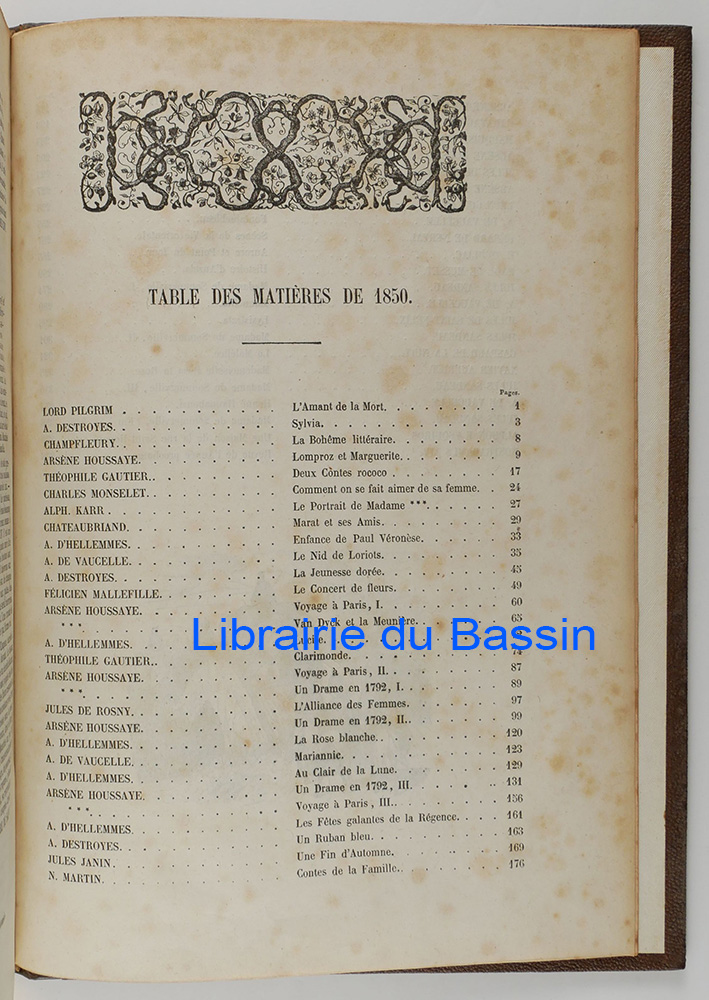 TABLE DES MATIÈRES DE 1850.
Pages.
LORD PILGRIM . . . . . . . . . L'Amant de la Mort. . . . . . . . 1
A. DESTROYES. . . . . . . . . . Sylvia. . . . . . . . . . . 3
CHAMPFLEURY. . . . . . . . . . La Bohême littéraire. . . . . . . . 8
ARSÈNE HOUSSAYE. . . . . . . . Lomproz et Marguerite. . . . . . . 9
THÉOPHILE GAUTIER. . . . . . . . Deux Côntes rococo . . . . . . . 17
CHARLES MONSELET. . . . . . . . Comment on se fait aimer de sa femme. . 24
ALPH. KARR . . . . . . . . . . Le Portrait de Madame ***. . . . . . 27
CHATEAUBRIAND. . . . . . . . . Marat et ses Amis. . . . . . . . 29
A. D'HELLEMMES. . . . . . . . . Enfance de Paul Véronèse. . . . . . 33
A. DE VAUCELLE. . . . . . . . . Le Nid de Loriots. . . . . . . . 35
A. DESTROYES. . . . . . . . . . La Jeunesse dorée. . . . . . . . 45
FÉLICIEN MALLEFILLE. . . . . . . Le Concert de fleurs. . . . . . . . 49
ARSÈNE HOUSSAYE. . . . . . . . Voyage à Paris, I. . . . . . . . 60
***. . . . . . . . . . Van Dyck et la Meunière. . . . . . 65
A. D'HELLEMMES. . . . . . . .
THÉOPHILE GAUTIER. . . . . . . . Clarimonde. . . . . . . . . . 74
ARSÈNE HOUSSAYE. . . . . . . . Voyage à Paris, II. . . . . . . . 87
***. . . . . . . . . . Un Drame en 1792, I. . . . . . . . 89
JULES DE ROSNY. . . . . . . . . L'Alliance des Femmes. . . . . . . 97
ARSÈNE HOUSSAYE. . . . . . . . Un Drame en 1792, II. . . . . . . . 99
A. D'HELLEMMES. . . . . . . . . La Rose blanche. . . . . . . . . 120
A. DE VAUCELLE. . . . . . . . . Mariannic. . . . . . . . . . 123
A. D'HELLEMMES. . . . . . . . . Au Clair de la Lune. . . . . . . . 129
ARSÈNE HOUSSAYE. . . . . . . . Un Drame en 1792, III. . . . . . . 131
***. . . . . . . . . . Voyage à Paris, III. . . . . . . . 156
A. D'HELLEMMES. . . . . . . . . Les Fêtes galantes de la Régence. . . . 161
A. DESTROYES. . . . . . . . . . Un Ruban bleu. . . . . . . . . 163
JULES JANIN. . . . . . . . . . Une Fin d'Automne. . . . . . . . 169
N. MARTIN. . . . . . . . . . . Contes de la Famille. . . . . . . . 176
Librairie du Bassin